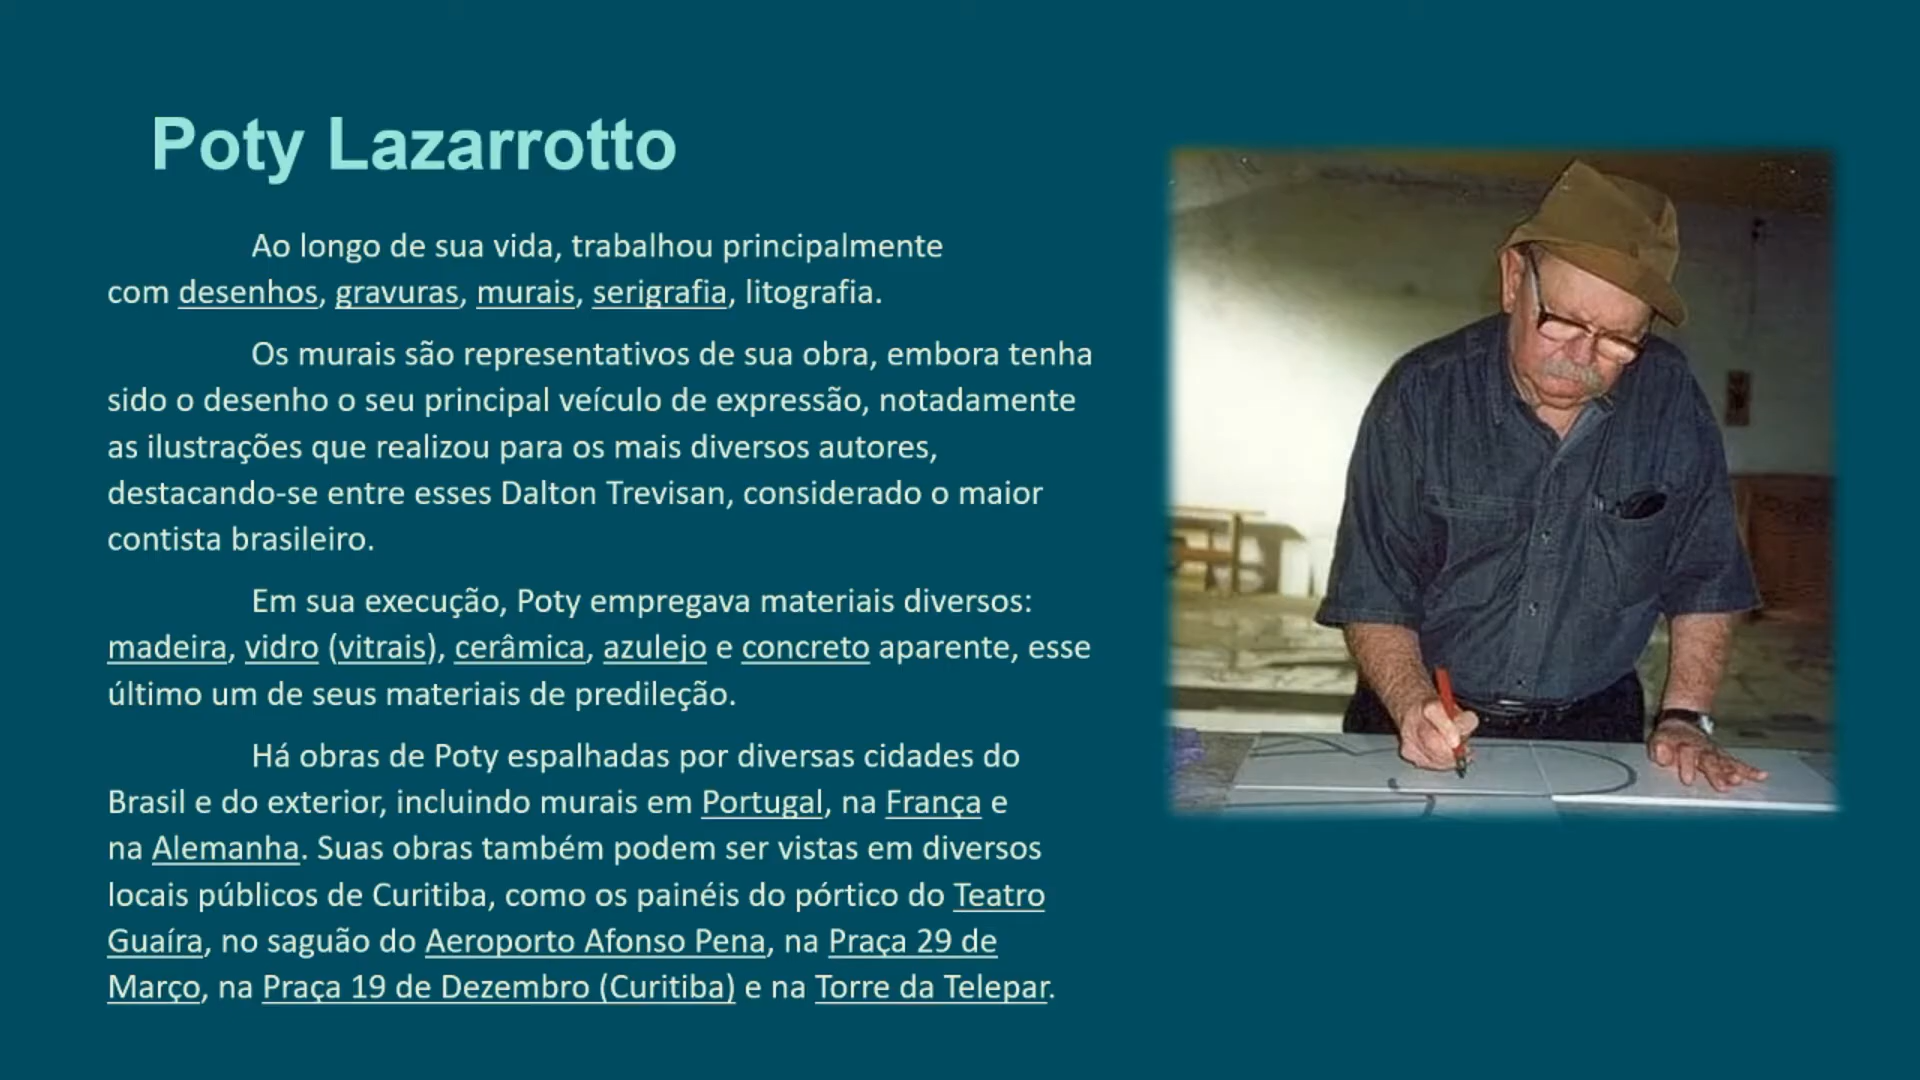 Poty Lazarrotto
Ao longo de sua vida, trabalhou principalmente
com desenhos, gravuras, murais, serigrafia, litografia.
Os murais são representativos de sua obra, embora tenha
sido o desenho o seu principal veículo de expressão, notadamente
as ilustrações que realizou para os mais diversos autores,
destacando-se entre esses Dalton Trevisan, considerado o maior
contista brasileiro.
Em sua execução, Poty empregava materiais diversos:
madeira, vidro (vitrais), cerâmica, azulejo e concreto aparente, esse
último um de seus materiais de predileção.
Há obras de Poty espalhadas por diversas cidades do
Brasil e do exterior, incluindo murais em Portugal, na França e
na Alemanha. Suas obras também podem ser vistas em diversos
locais públicos de Curitiba, como os painéis do pórtico do Teatro
Guaíra, no saguão do Aeroporto Afonso Pena, na Praça 29 de
Março, na Praça 19 de Dezembro (Curitiba) e na Torre da Telepar.